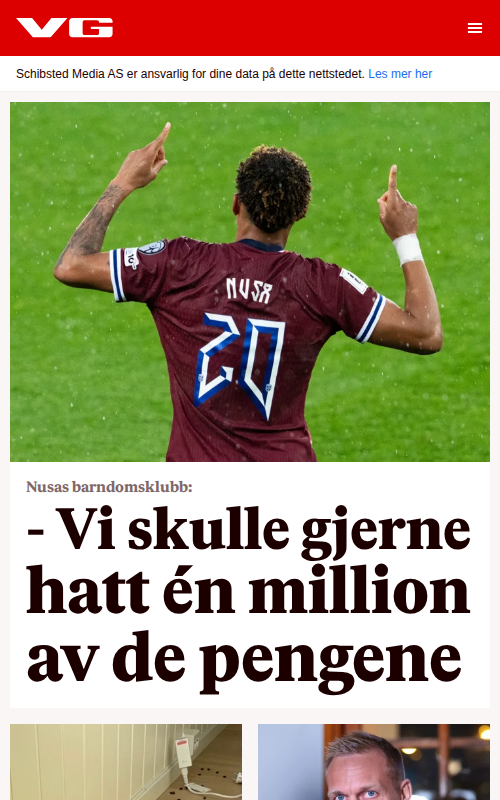 VG
Schibsted Media AS er ansvarlig for dine data på dette nettstedet. Les mer her
NUSA
20
Nusas barndomsklubb:
- Vi skulle gjerne
hatt én million
av de pengene